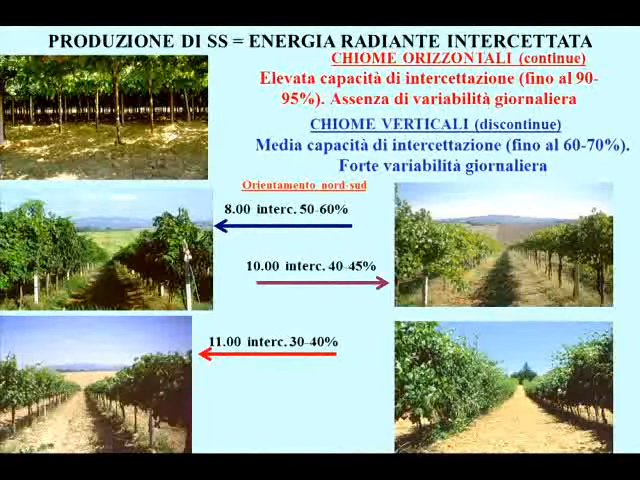 PRODUZIONE DI SS = ENERGIA RADIANTE INTERCETTATA
CHIOME ORIZZONTALI (continue)
Elevata capacità di intercettazione (fino al 90-
95%). Assenza di variabilità giornaliera
CHIOME VERTICALI (discontinue)
Media capacità di intercettazione (fino al 60-70%).
Forte variabilità giornaliera
Orientamento nord-sud
8.00 interc. 50-60%
10.00 interc. 40-45%
11.00 interc. 30-40%